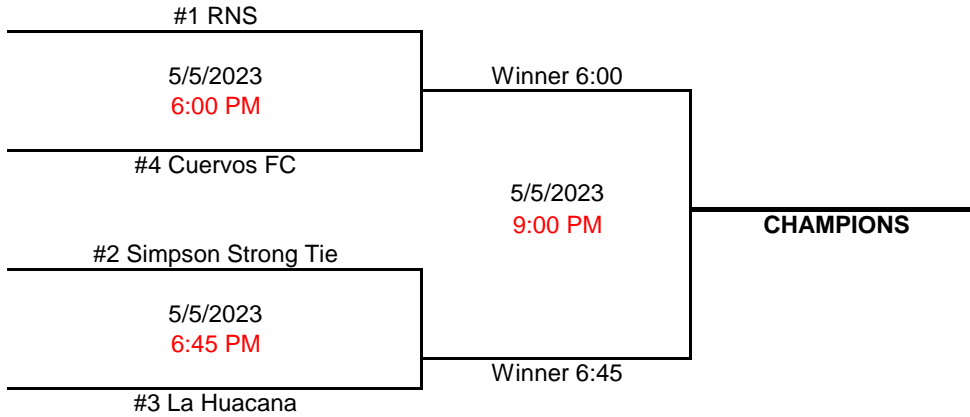 #1 RNS
5/5/2023
6:00 PM
#4 Cuervos FC
Winner 6:00
5/5/2023
9:00 PM
CHAMPIONS
#2 Simpson Strong Tie
5/5/2023
6:45 PM
#3 La Huacana
Winner 6:45